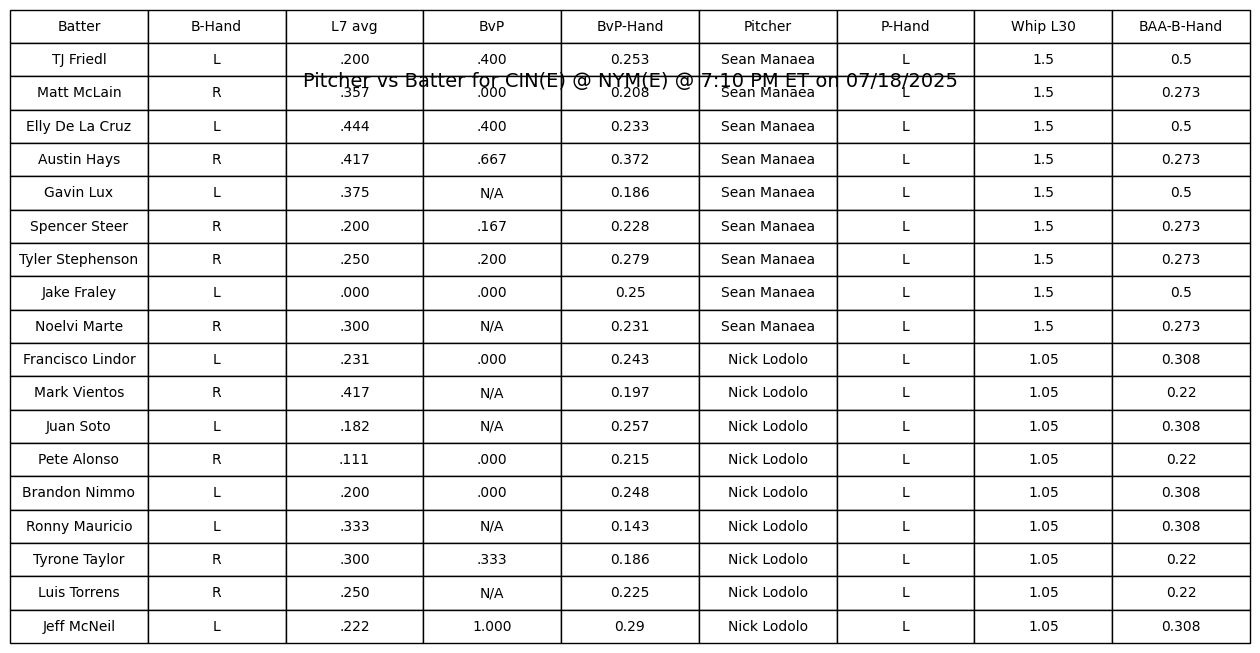 Batter B-Hand L7 avg BvP BvP-Hand Pitcher P-Hand Whip L30 BAA-B-Hand
TJ Friedl L .200 .400 0.253 Sean Manaea L 1.5 0.5
Pitcher vs Batter for CIN(E) @ NYM(E) @ 7:10 PM ET on 07/18/2025
Matt McLain R .357 .000 0.208 Sean Manaea L 1.5 0.273
Elly De La Cruz L .444 .400 0.233 Sean Manaea L 1.5 0.5
Austin Hays R .417 .667 0.372 Sean Manaea L 1.5 0.273
Gavin Lux L .375 N/A 0.186 Sean Manaea L 1.5 0.5
Spencer Steer R .200 .167 0.228 Sean Manaea L 1.5 0.273
Tyler Stephenson R .250 .200 0.279 Sean Manaea L 1.5 0.273
Jake Fraley L .000 .000 0.25 Sean Manaea L 1.5 0.5
Noelvi Marte R .300 N/A 0.231 Sean Manaea L 1.5 0.273
Francisco Lindor L .231 .000 0.243 Nick Lodolo L 1.05 0.308
Mark Vientos R .417 N/A 0.197 Nick Lodolo L 1.05 0.22
Juan Soto L .182 N/A 0.257 Nick Lodolo L 1.05 0.308
Pete Alonso R .111 .000 0.215 Nick Lodolo L 1.05 0.22
Brandon Nimmo L .200 .000 0.248 Nick Lodolo L 1.05 0.308
Ronny Mauricio L .333 N/A 0.143 Nick Lodolo L 1.05 0.308
Tyrone Taylor R .300 .333 0.186 Nick Lodolo L 1.05 0.22
Luis Torrens R .250 N/A 0.225 Nick Lodolo L 1.05 0.22
Jeff McNeil L .222 1.000 0.29 Nick Lodolo L 1.05 0.308